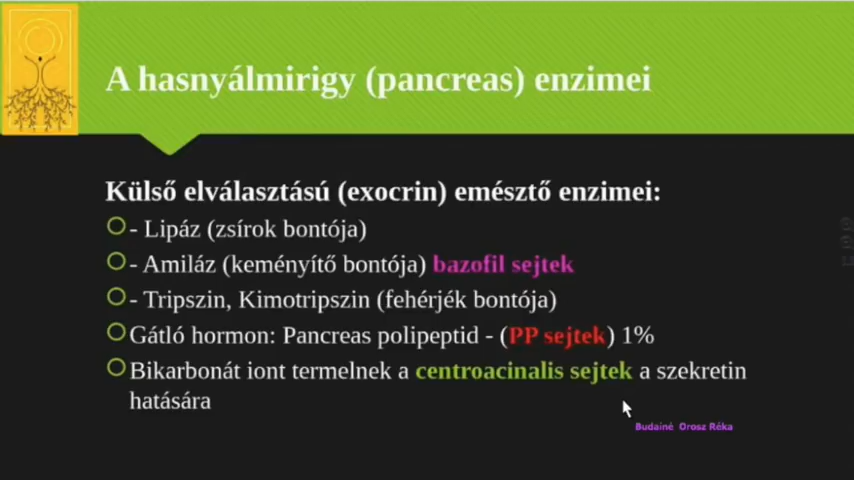 A hasnyálmirigy (pancreas) enzimei
Külső elválasztású (exocrin) emésztő enzimei:
- Lipáz (zsírok bontója)
- Amiláz (keményítő bontója) bazofil sejtek
- Tripszin, Kimotripszin (fehérjék bontója)
Gátló hormon: Pancreas polipeptid - (PP sejtek) 1%
Bikarbonát iont termelnek a centroacinalis sejtek a szekretin
hatására
Budainé Orosz Réka